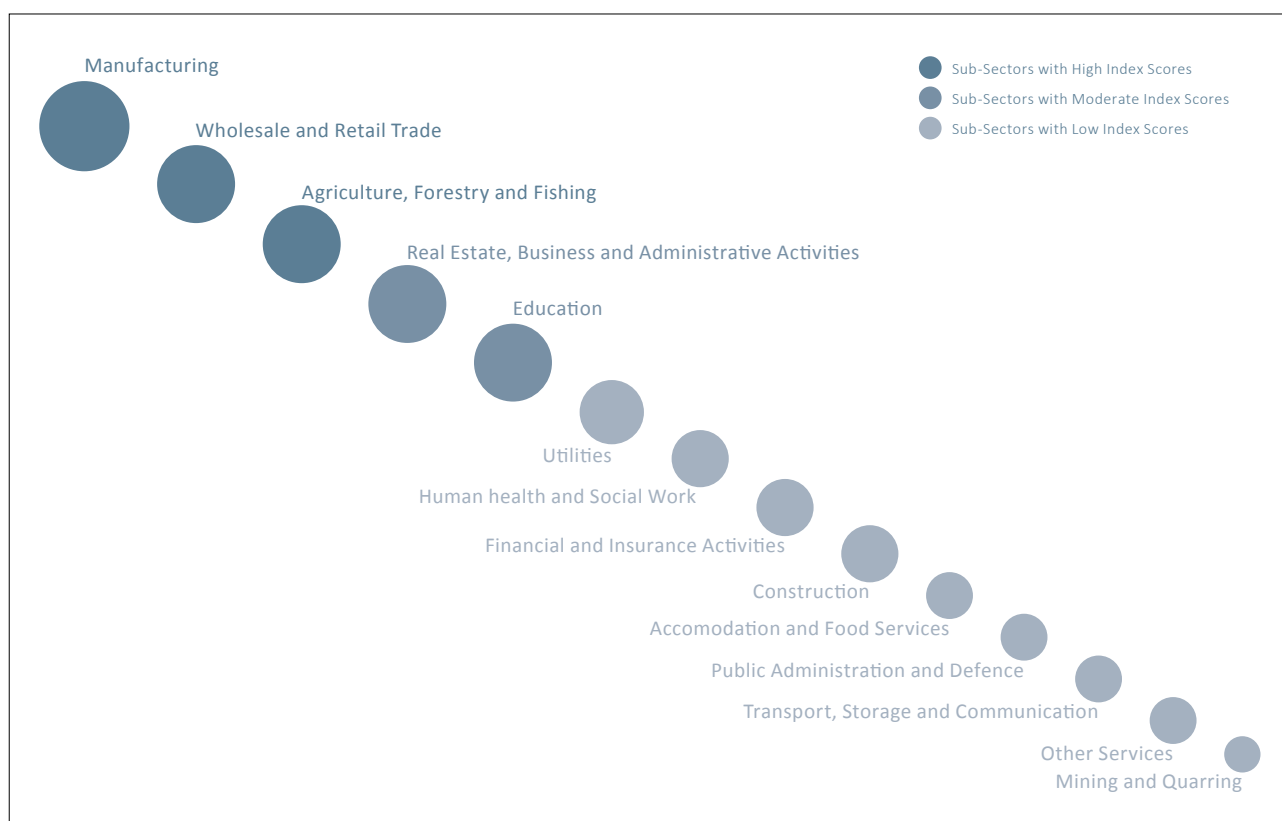 Manufacturing
Sub-Sectors with High Index Scores
Sub-Sectors with Moderate Index Scores
Sub-Sectors with Low Index Scores
Wholesale and Retail Trade
Agriculture, Forestry and Fishing
Real Estate, Business and Administrative Activities
Education
Utilities
Human health and Social Work
Financial and Insurance Activities
Construction
Accomodation and Food Services
Public Administration and Defence
Transport, Storage and Communication
Other Services
Mining and Quarring